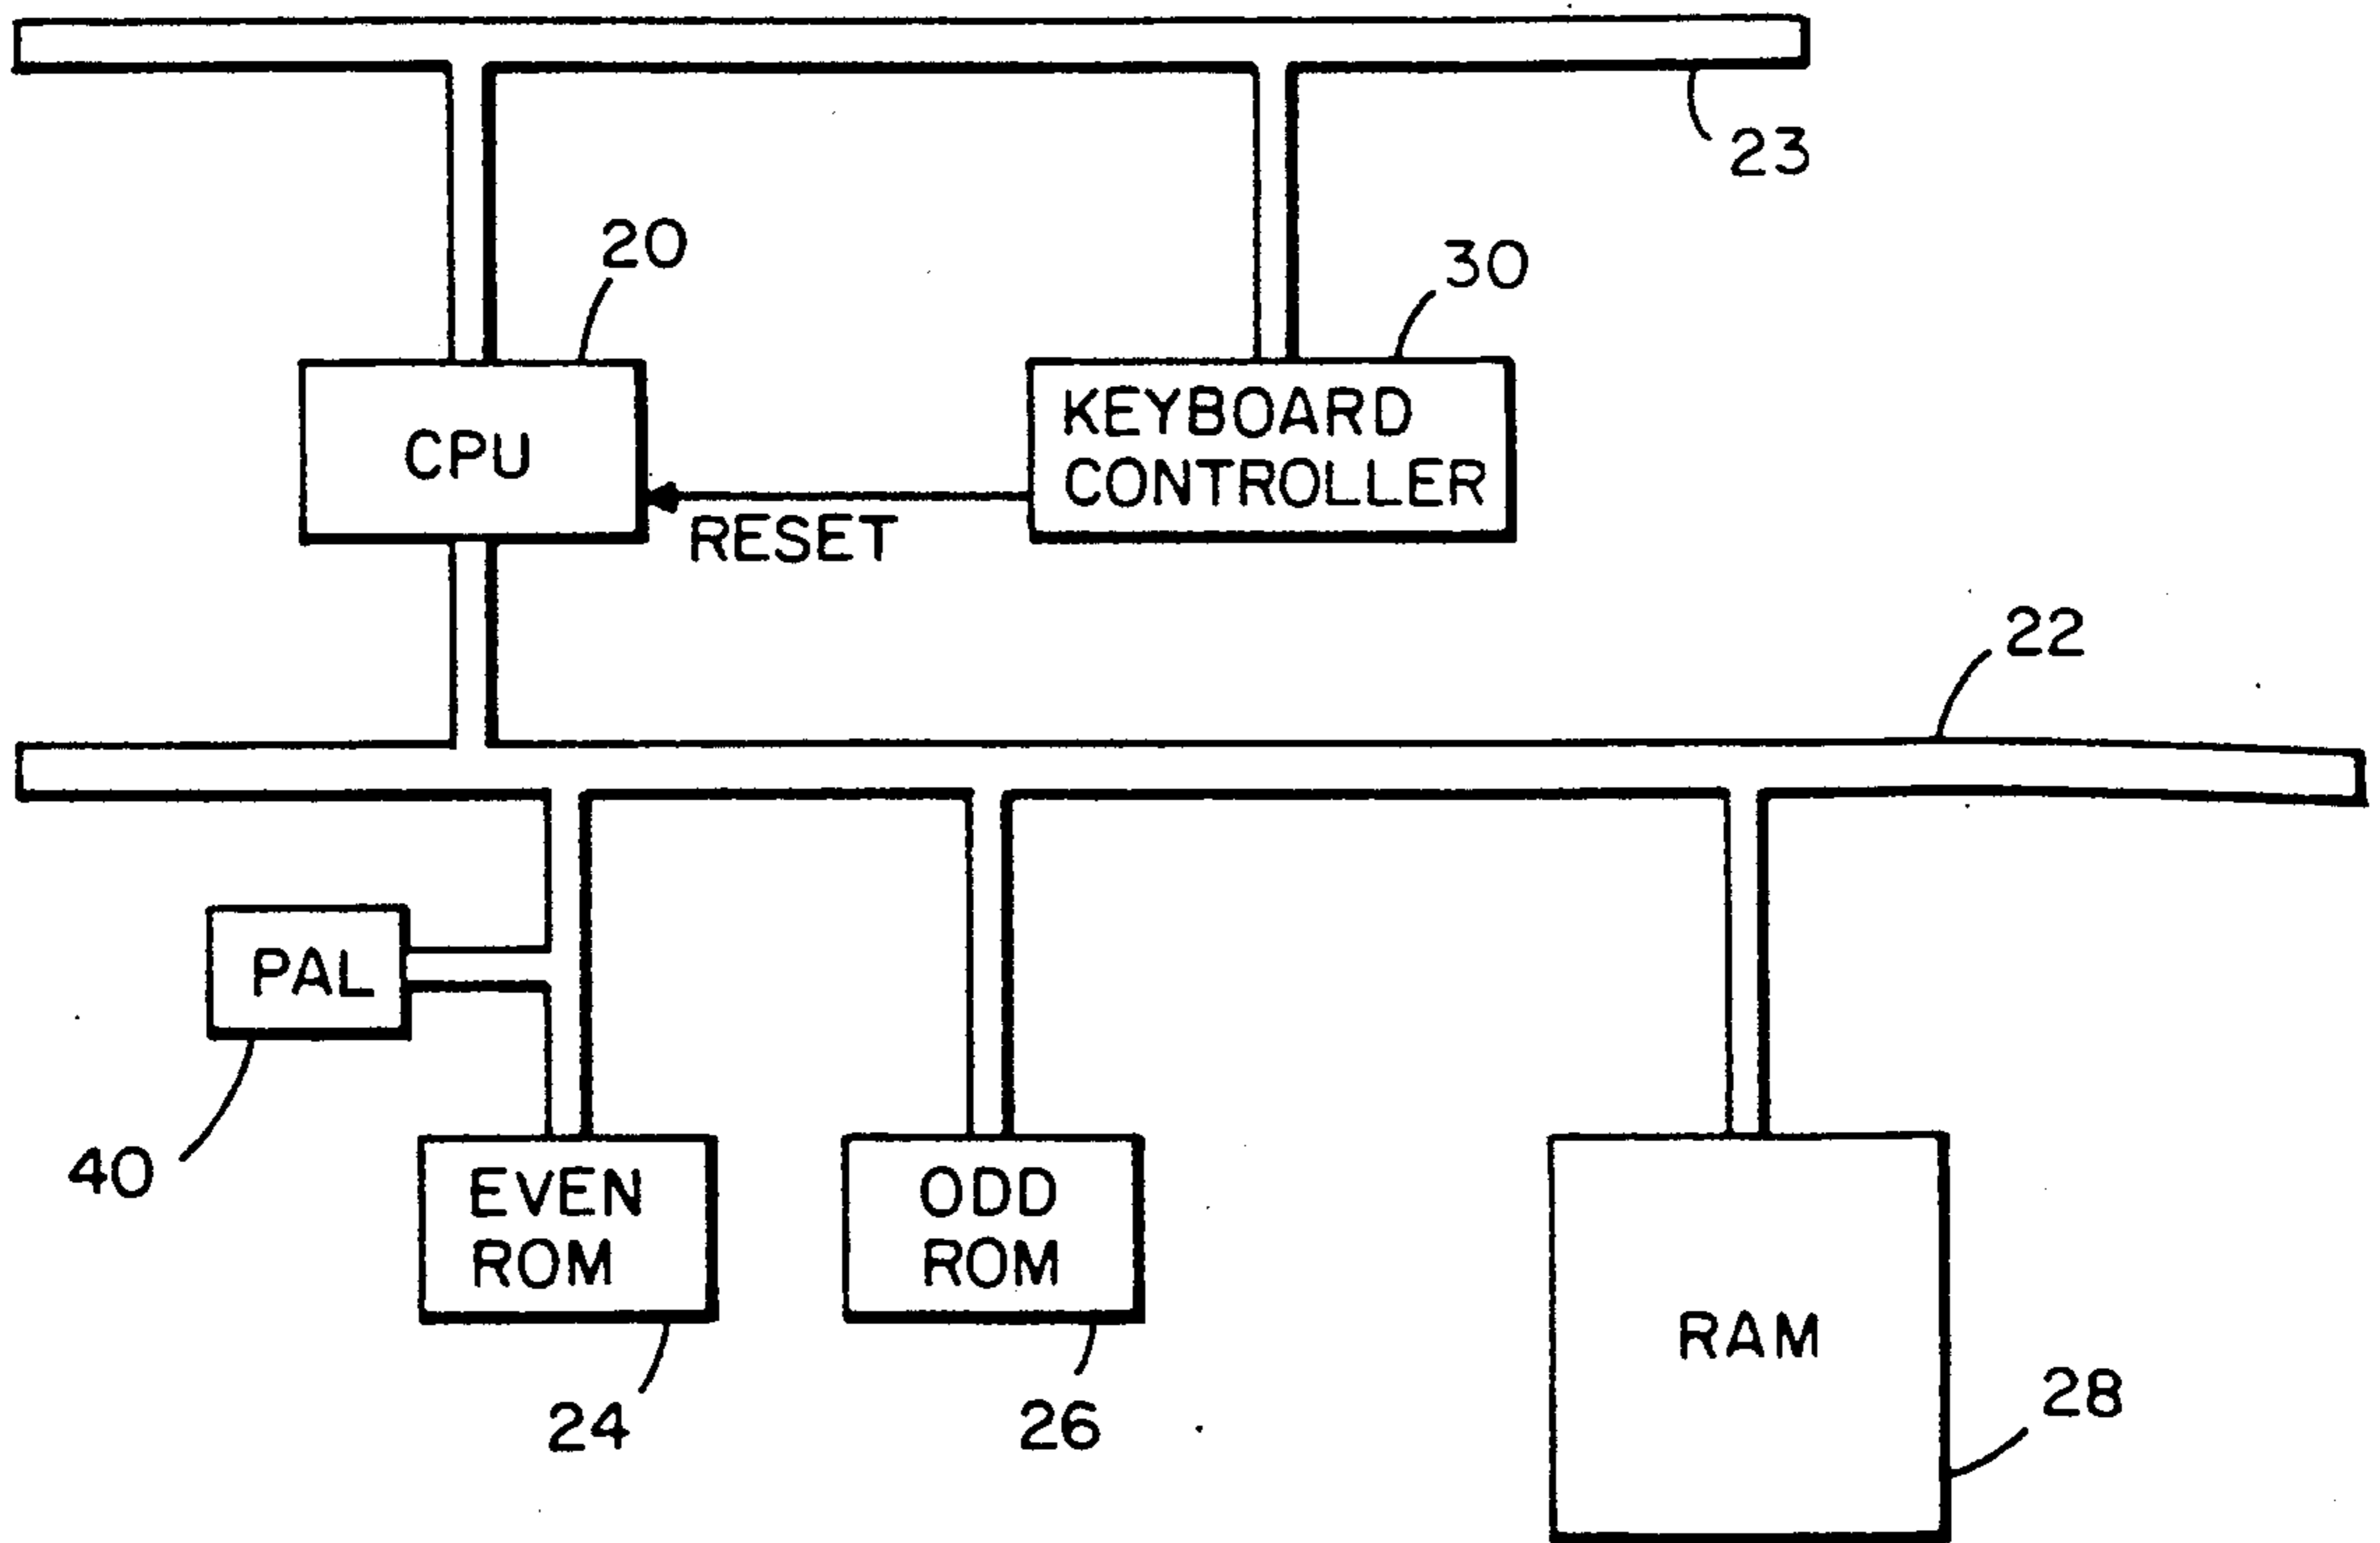 23
20
30
CPU
KEYBOARD
CONTROLLER
RESET
22
PAL
40
EVEN
ROM
ODD
ROM
RAM
24
26
28